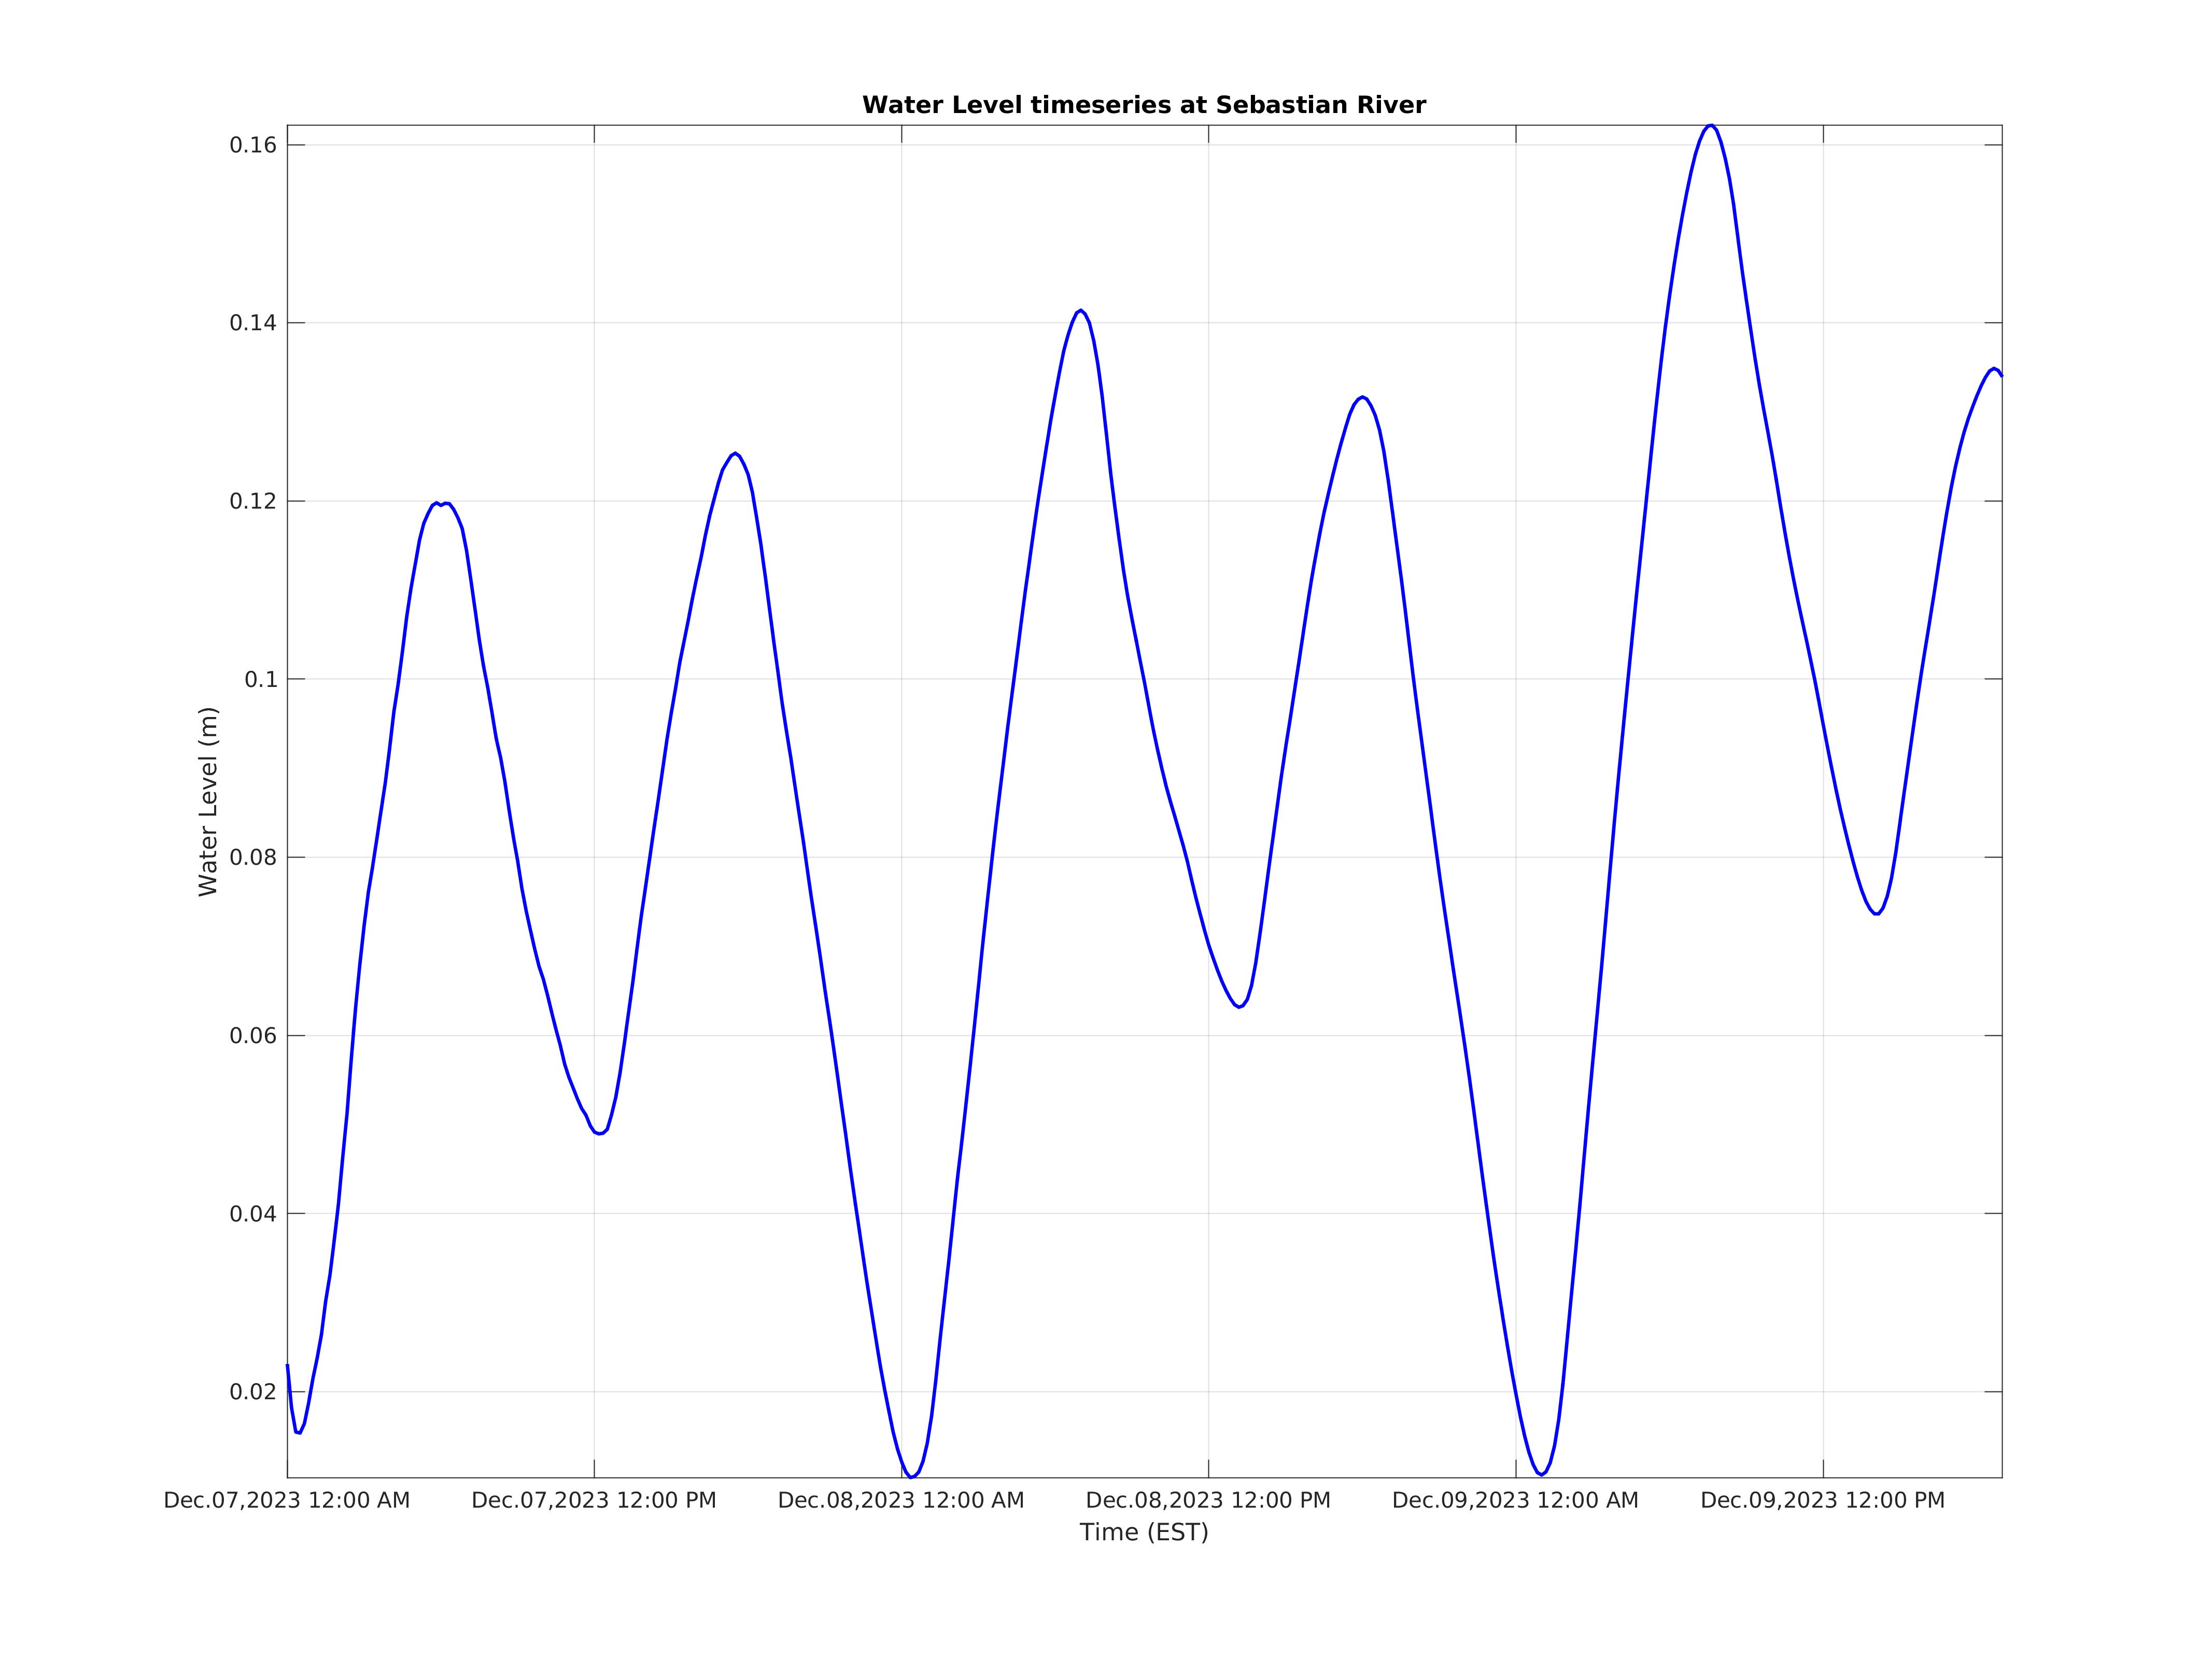 Water Level timeseries at Sebastian River
0.16
0.14
0.12
0.1
0.08
0.06
0.04
0.02
Water Level (m)
Dec.07,2023 12:00 AM
Dec.07,2023 12:00 PM
Dec.08,2023 12:00 AM
Dec.08,2023 12:00 PM
Dec.09,2023 12:00 AM
Dec.09,2023 12:00 PM
Time (EST)